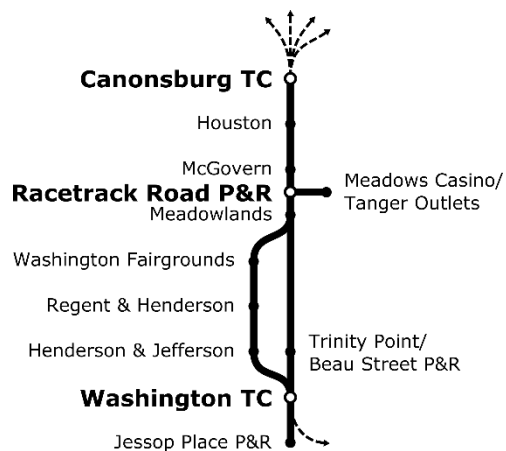 Canonsburg TC
Houston
McGovern
Racetrack Road P&R
Meadows Casino/
Tanger Outlets
Meadowlands
Washington Fairgrounds
Regent & Henderson
Henderson & Jefferson
Trinity Point/
Beau Street P&R
Washington TC
Jessop Place P&R